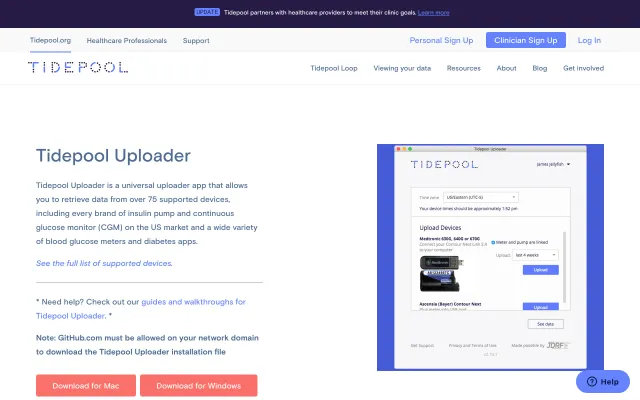 UPDATE Tidepool partners with healthcare providers to meet their clinic goals. Learn more
Tidepool.org Healthcare Professionals Support Personal Sign Up Clinician Sign Up Log In
TIDEPOOL Tidepool Loop Viewing your data Resources About Blog Get involved
Tidepool Uploader
Tidepool Uploader is a universal uploader app that allows
you to retrieve data from over 75 supported devices,
including every brand of insulin pump and continuous
glucose monitor (CGM) on the US market and a wide variety
of blood glucose meters and diabetes apps.
See the full list of supported devices.
* Need help? Check out our guides and walkthroughs for
Tidepool Uploader. *
Note: GitHub.com must be allowed on your network domain
to download the Tidepool Uploader installation file
Download for Mac Download for Windows
Tidepool Uploader
TIDEPOOL James Jellyfish
Time zone US/Eastern (UTC-5)
Your device times should be approximately 1:52 pm
Upload Devices
Medtronic 630G, 640G or 670G
Connect your Contour Next Link 2.4
to your computer
Meter and pump are linked
Upload: last 4 weeks
Upload
Ascensia (Bayer) Contour Next
Upload
See data
Get Support Privacy and Terms of Use Made possible by JDRF
Help